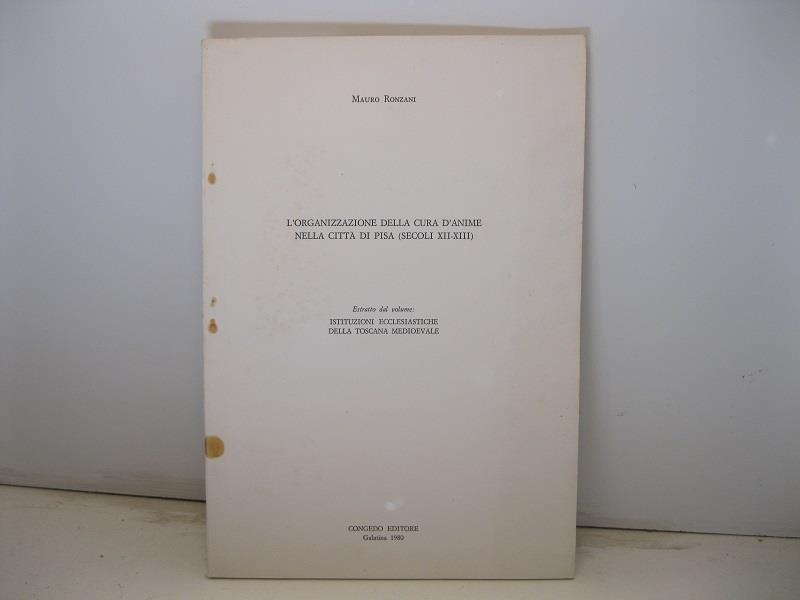 Mauro Ronzani
L'ORGANIZZAZIONE DELLA CURA D'ANIME
NELLA CITTÀ DI PISA (SECOLI XII-XIII)
Estratto dal volume:
ISTITUZIONI ECCLESIASTICHE
DELLA TOSCANA MEDIOEVALE
CONGEDO EDITORE
Galatina 1980